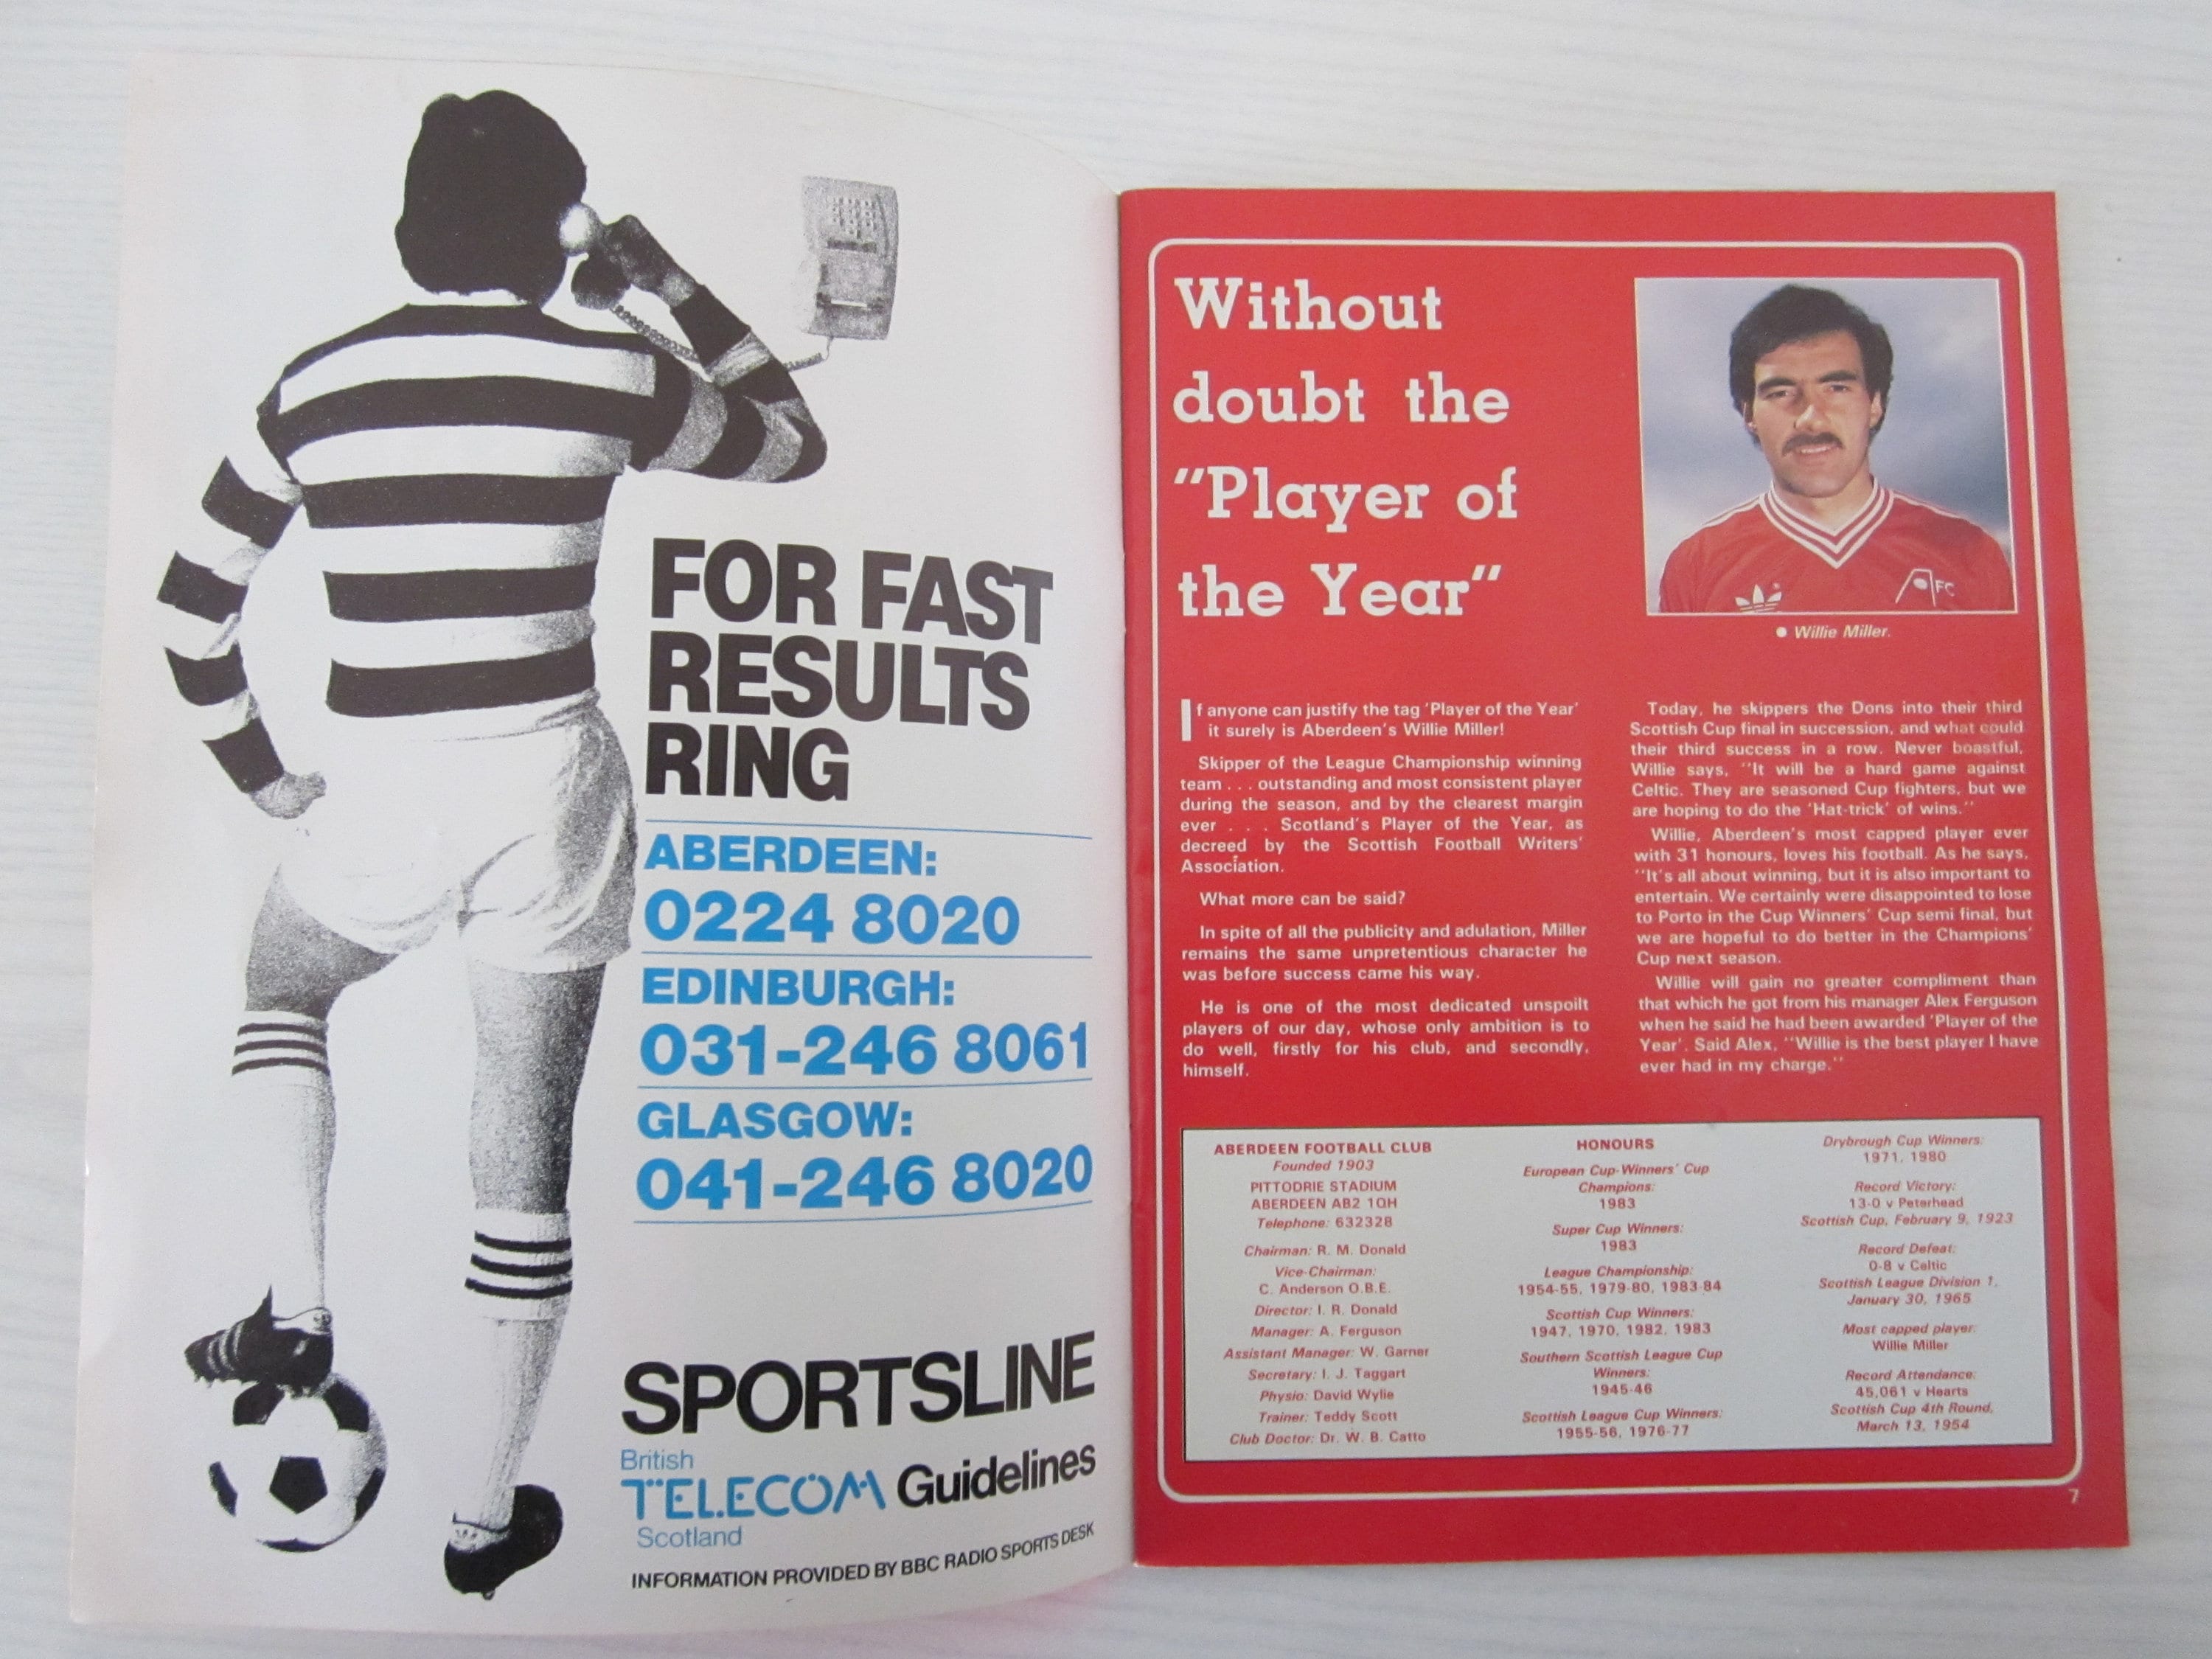 FOR FAST
RESULTS
RING
ABERDEEN:
0224 8020
EDINBURGH:
031-246 8061
GLASGOW:
041-246 8020
SPORTSLINE
British
TELECOM Guidelines
Scotland
INFORMATION PROVIDED BY BBC RADIO SPORTS DESK
Without
doubt the
"Player of
the Year"
FC
● Willie Miller.
If anyone can justify the tag 'Player of the Year'
it surely is Aberdeen's Willie Miller!
Skipper of the League Championship winning
team . . . outstanding and most consistent player
during the season, and by the clearest margin
ever . . . Scotland's Player of the Year, as
decreed by the Scottish Football Writers'
Association.
What more can be said?
In spite of all the publicity and adulation, Miller
remains the same unpretentious character he
was before success came his way.
He is one of the most dedicated unspoilt
players of our day, whose only ambition is to
do well, firstly for his club, and secondly,
himself.
Today, he skippers the Dons into their third
Scottish Cup final in succession, and what could
their third success in a row. Never boastful,
Willie says, "It will be a hard game against
Celtic. They are seasoned Cup fighters, but we
are hoping to do the 'Hat-trick' of wins."
Willie, Aberdeen's most capped player ever
with 31 honours, loves his football. As he says,
"It's all about winning, but it is also important to
entertain. We certainly were disappointed to lose
to Porto in the Cup Winners' Cup semi final, but
we are hopeful to do better in the Champions'
Cup next season.
Willie will gain no greater compliment than
that which he got from his manager Alex Ferguson
when he said he had been awarded 'Player of the
Year'. Said Alex, "Willie is the best player I have
ever had in my charge."
ABERDEEN FOOTBALL CLUB
Founded 1903
PITTODRIE STADIUM
ABERDEEN AB2 1QH
Telephone: 632328
Chairman: R. M. Donald
Vice-Chairman:
C. Anderson O.B.E.
Director: I. R. Donald
Manager: A. Ferguson
Assistant Manager: W. Garner
Secretary: I. J. Taggart
Physio: David Wylie
Trainer: Teddy Scott
Club Doctor: Dr. W. B. Catto
HONOURS
European Cup-Winners' Cup
Champions:
1983
Super Cup Winners:
1983
League Championship:
1954-55, 1979-80, 1983-84
Scottish Cup Winners:
1947, 1970, 1982, 1983
Southern Scottish League Cup
Winners:
1945-46
Scottish League Cup Winners:
1955-56, 1976-77
Drybrough Cup Winners:
1971, 1980
Record Victory:
13-0 v Peterhead
Scottish Cup, February 9, 1923
Record Defeat:
0-8 v Celtic
Scottish League Division 1,
January 30, 1965
Most capped player:
Willie Miller
Record Attendance:
45,061 v Hearts
Scottish Cup 4th Round,
March 13, 1954
7